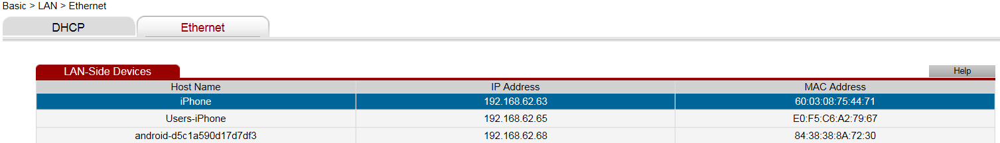 Basic > LAN > Ethernet
DHCP Ethernet
LAN-Side Devices Help
Host Name IP Address MAC Address
iPhone 192.168.62.63 60:03:08:75:44:71
Users-iPhone 192.168.62.65 E0:F5:C6:A2:79:67
android-d5c1a590d17d7df3 192.168.62.68 84:38:38:8A:72:30